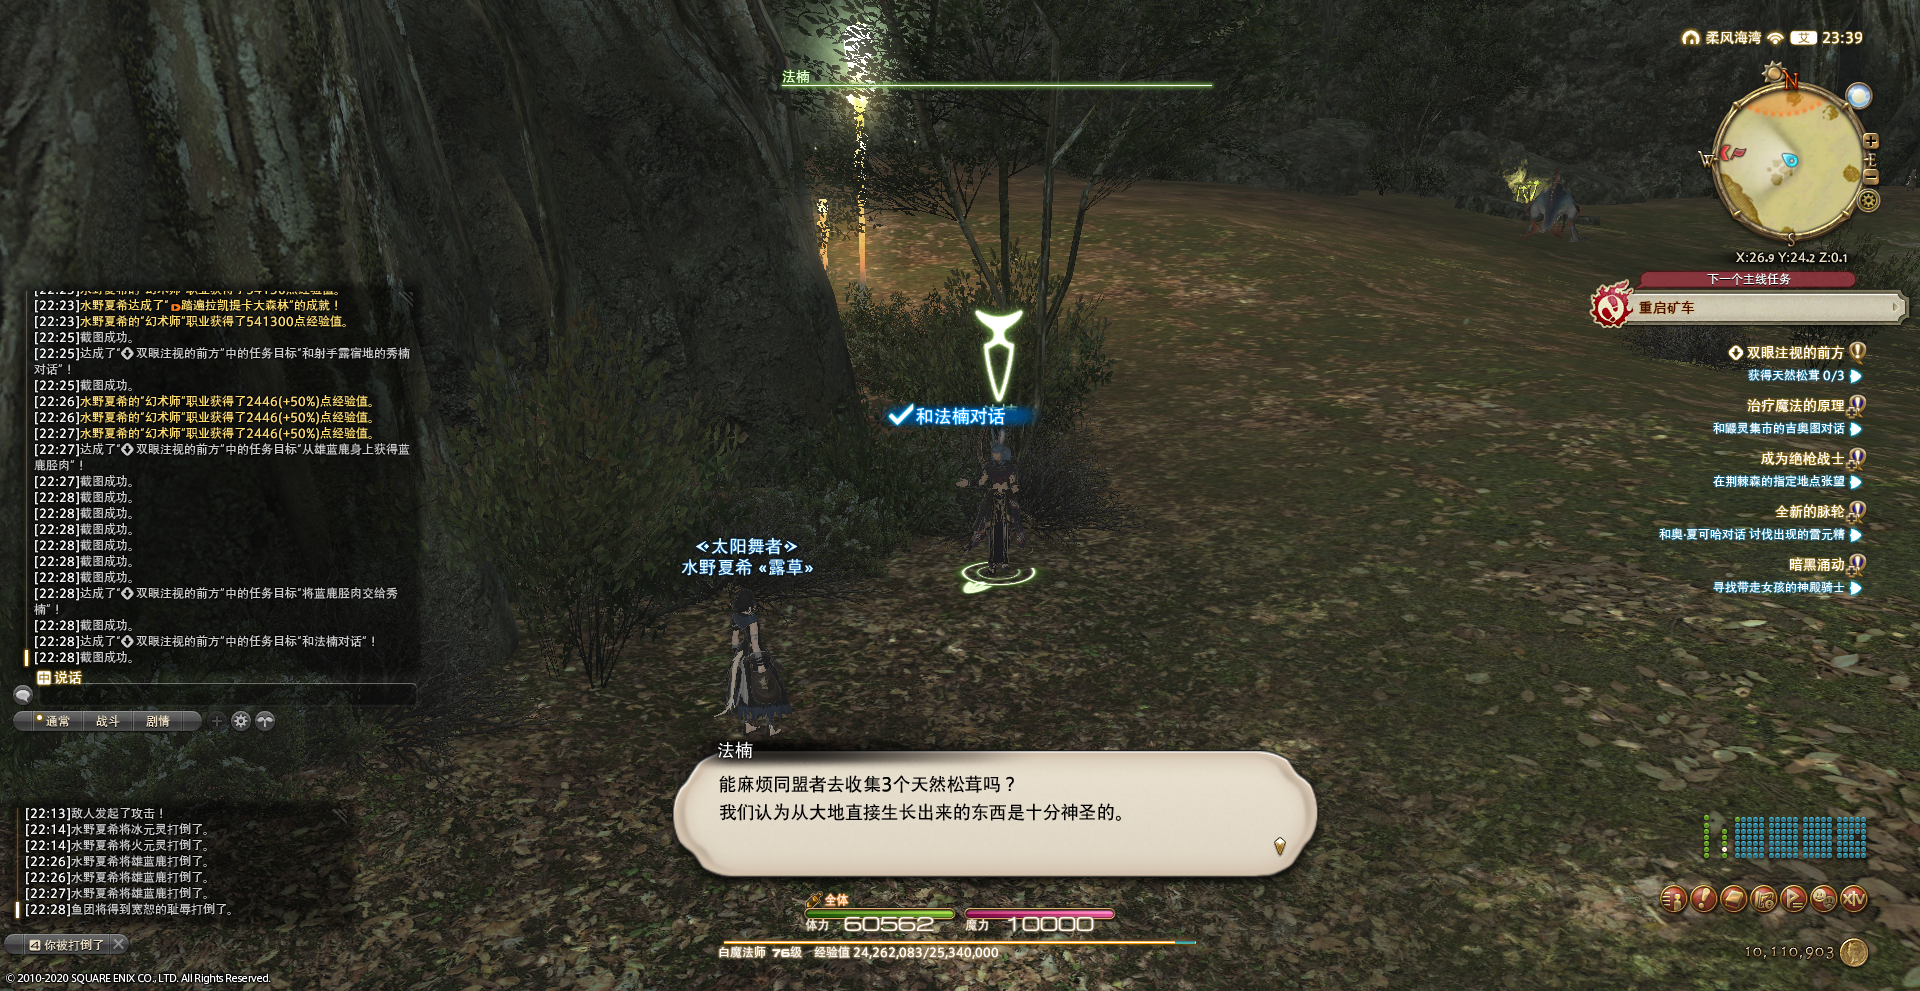 法楠
柔风海湾 艾 23:39
N
W
E
S
X:26.9 Y:24.2 Z:0.1
下一个主线任务
重启矿车
双眼注视的前方
获得天然松茸 0/3
治疗魔法的原理
和鼹灵集市的吉奥图对话
成为绝枪战士
在荆棘森的指定地点张望
全新的脉轮
和奥·夏可哈对话 讨伐出现的雷元精
暗黑涌动
寻找带走女孩的神殿骑士
[22:23]水野夏希达成了“踏遍拉凯提卡大森林”的成就！
[22:23]水野夏希的“幻术师”职业获得了541300点经验值。
[22:25]截图成功。
[22:25]达成了“双眼注视的前方”中的任务目标“和射手露宿地的秀楠
对话”！
[22:25]截图成功。
[22:26]水野夏希的“幻术师”职业获得了2446(+50%)点经验值。
[22:26]水野夏希的“幻术师”职业获得了2446(+50%)点经验值。
[22:27]水野夏希的“幻术师”职业获得了2446(+50%)点经验值。
[22:27]达成了“双眼注视的前方”中的任务目标“从雄蓝鹿身上获得蓝
鹿胫肉”！
[22:27]截图成功。
[22:28]截图成功。
[22:28]截图成功。
[22:28]截图成功。
[22:28]截图成功。
[22:28]截图成功。
[22:28]截图成功。
[22:28]达成了“双眼注视的前方”中的任务目标“将蓝鹿胫肉交给秀
楠”！
[22:28]截图成功。
[22:28]达成了“双眼注视的前方”中的任务目标“和法楠对话”！
[22:28]截图成功。
说话
通常 战斗 剧情
和法楠对话
≪太阳舞者≫
水野夏希 «露草»
法楠
能麻烦同盟者去收集3个天然松茸吗？
我们认为从大地直接生长出来的东西是十分神圣的。
[22:13]敌人发起了攻击！
[22:14]水野夏希将冰元灵打倒了。
[22:14]水野夏希将火元灵打倒了。
[22:26]水野夏希将雄蓝鹿打倒了。
[22:26]水野夏希将雄蓝鹿打倒了。
[22:27]水野夏希将雄蓝鹿打倒了。
[22:28]鱼团将得到宽恕的耻辱打倒了。
4 你被打倒了
全体
体力 60562 魔力 10000
白魔法师 76级 经验值 24,262,083/25,340,000
XIV
10,110,903
© 2010-2020 SQUARE ENIX CO., LTD. All Rights Reserved.